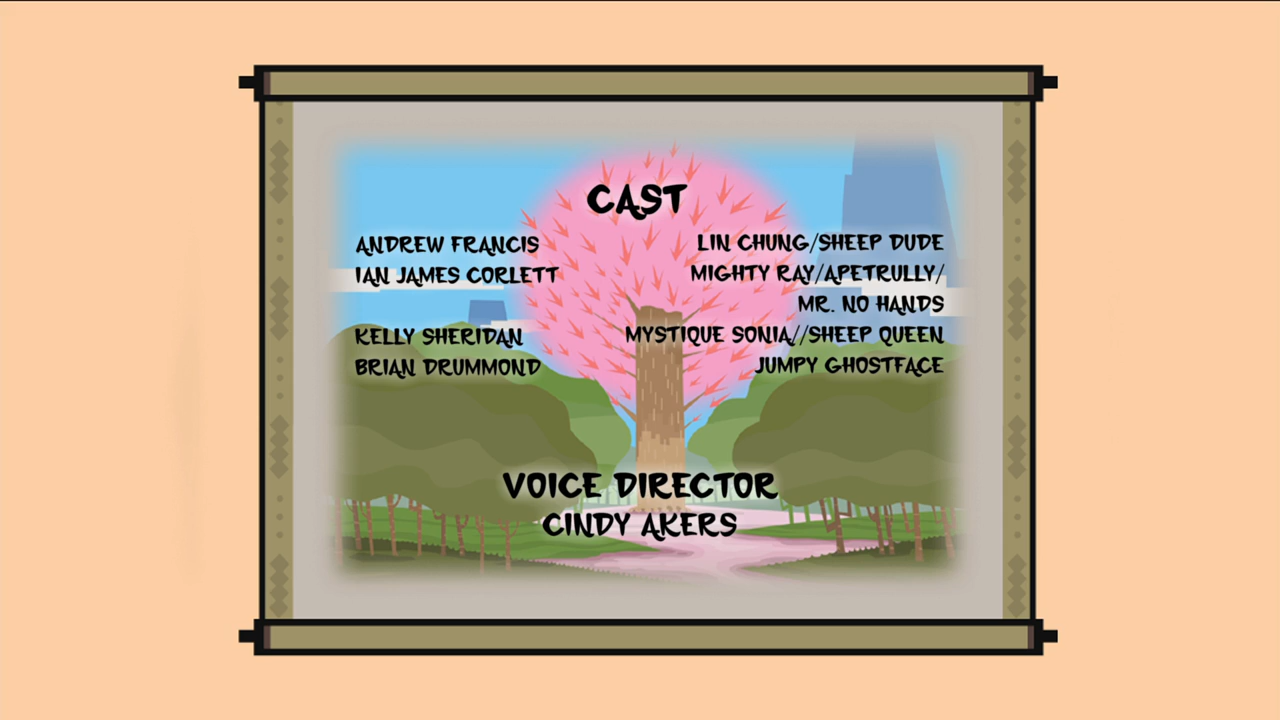 CAST
ANDREW FRANCIS LIN CHUNG/SHEEP DUDE
IAN JAMES CORLETT MIGHTY RAY/APETRULLY/
MR. NO HANDS
KELLY SHERIDAN MYSTIQUE SONIA//SHEEP QUEEN
BRIAN DRUMMOND JUMPY GHOSTFACE
VOICE DIRECTOR
CINDY AKERS